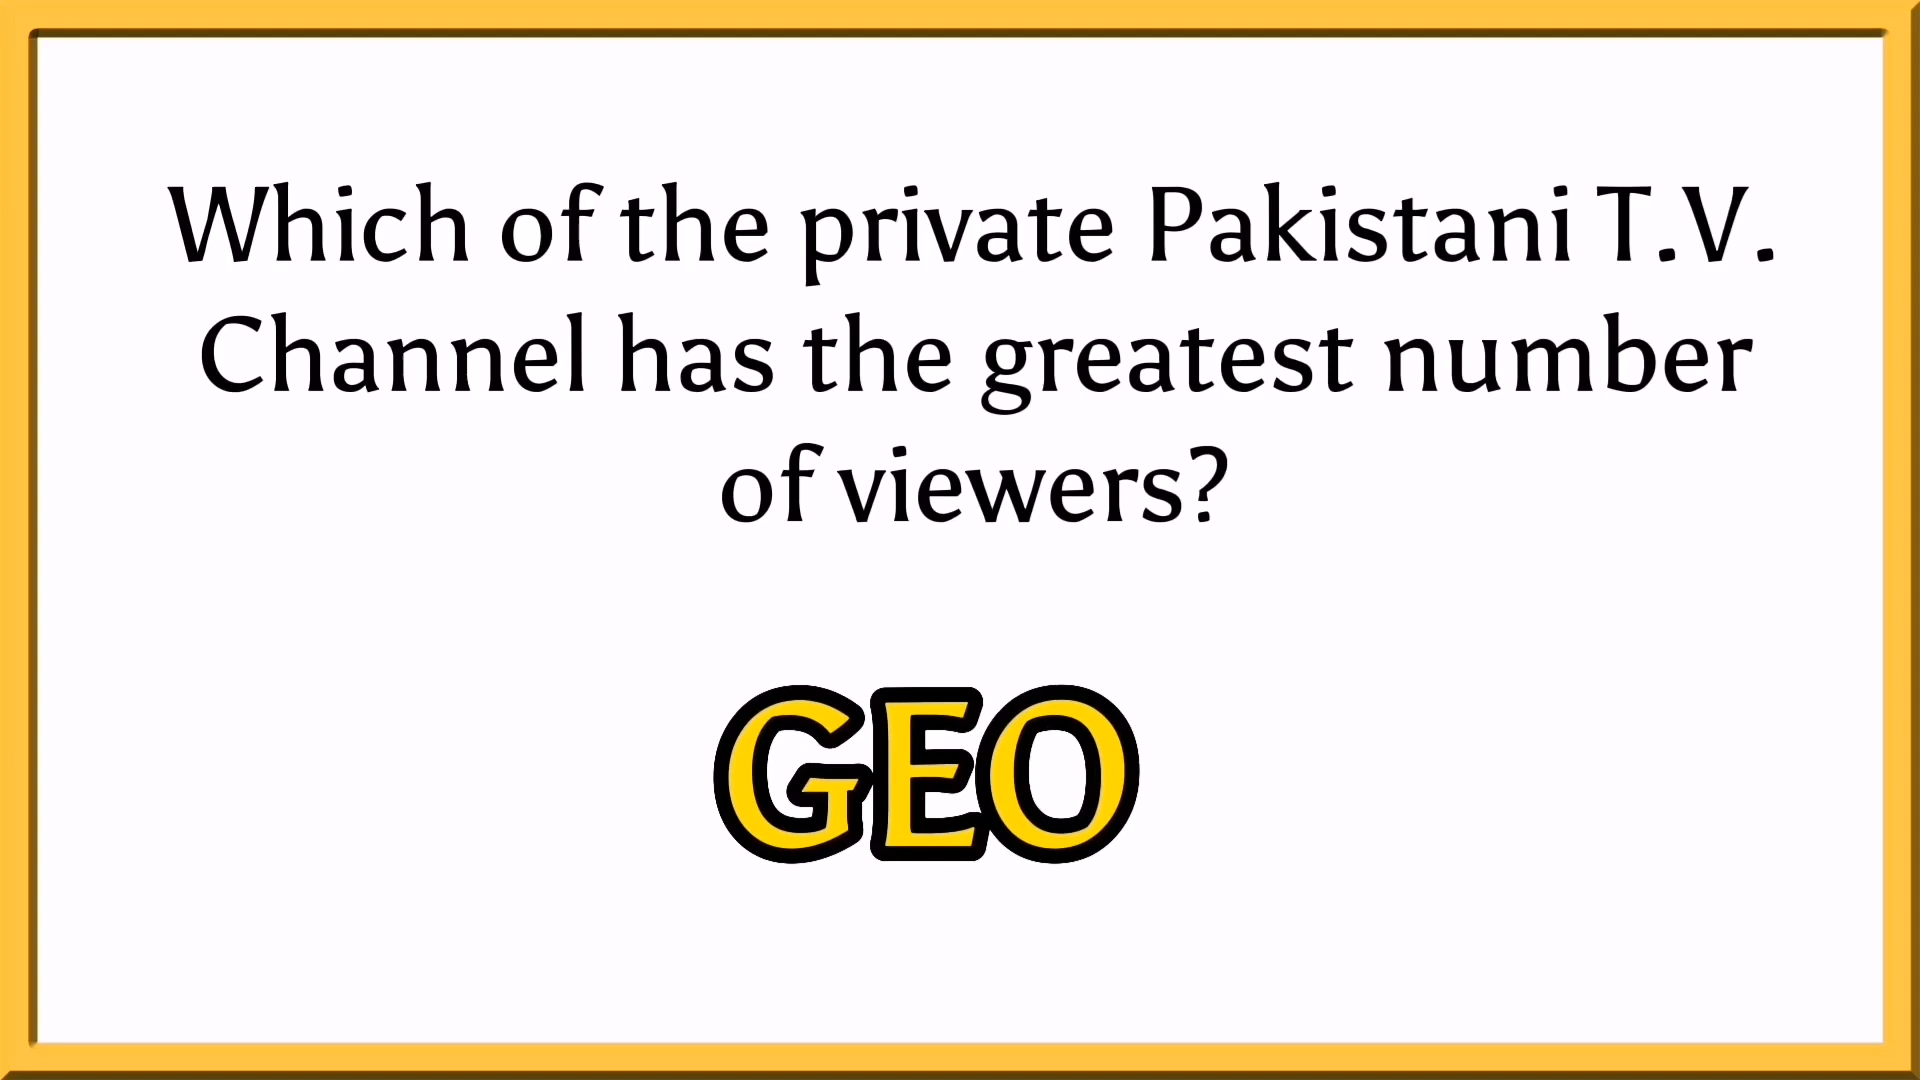 Which of the private Pakistani T.V.
Channel has the greatest number
of viewers?
GEO